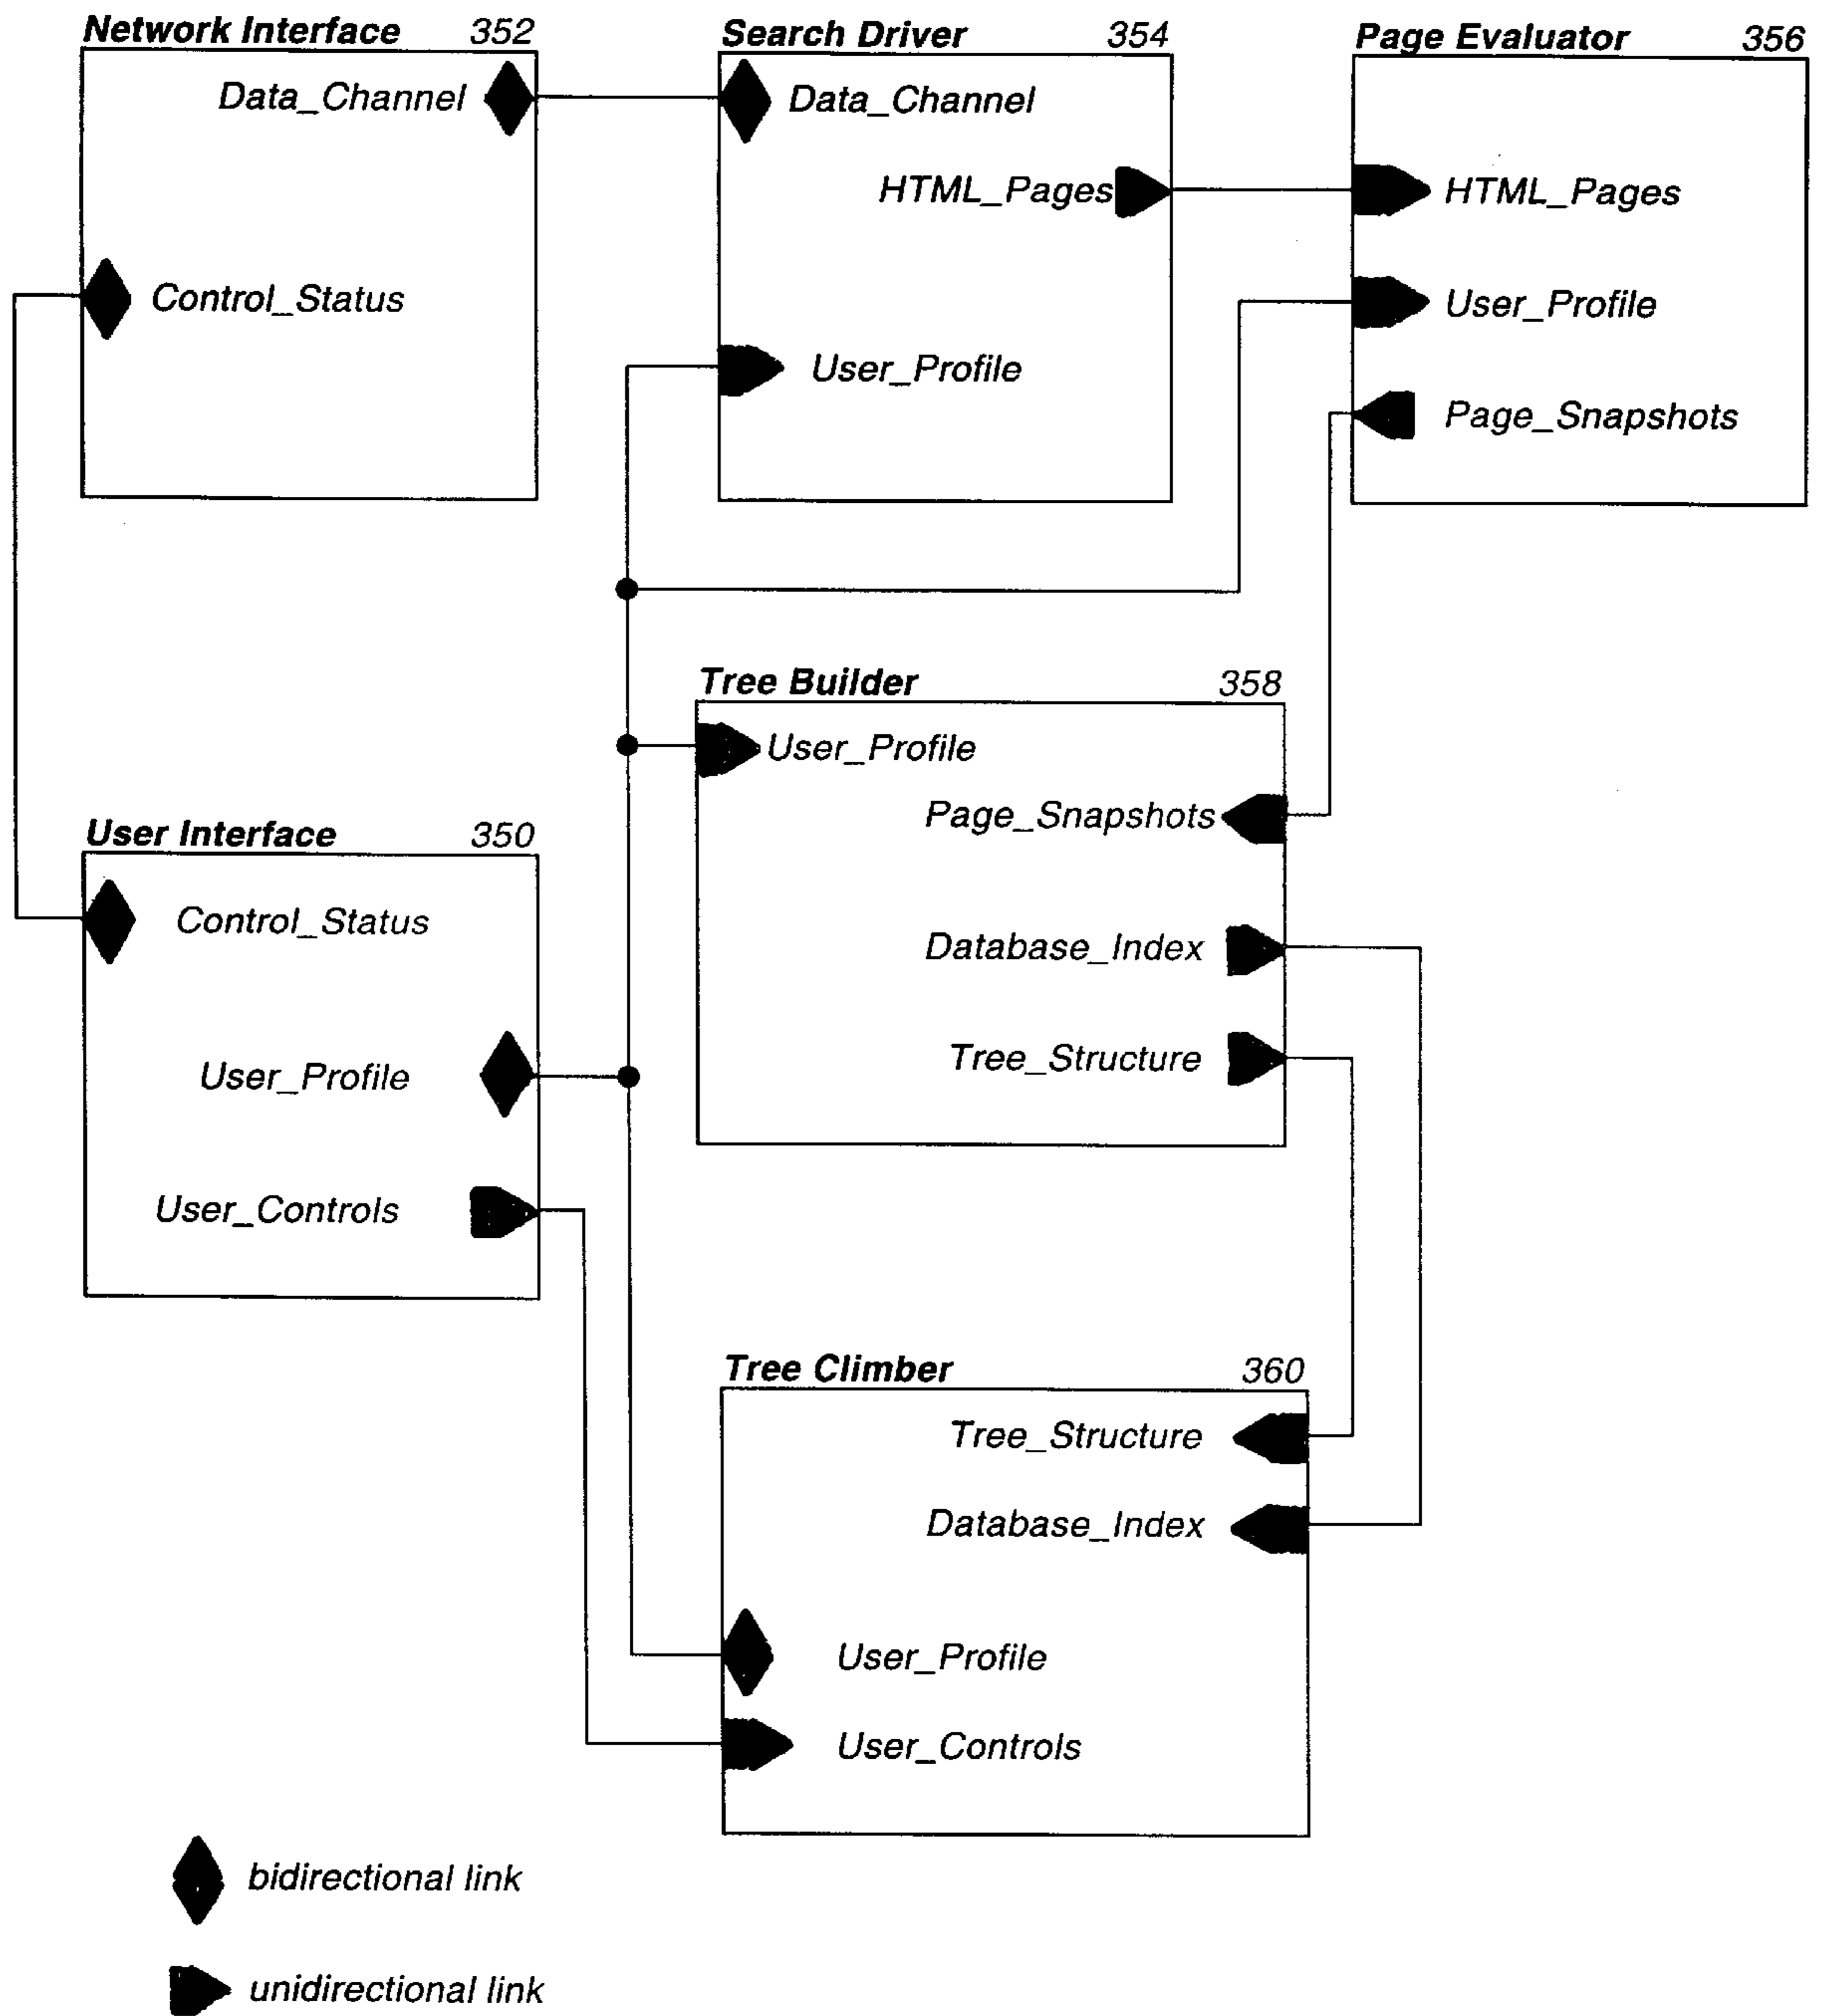 Network Interface 352
Data_Channel
Control_Status
Search Driver 354
Data_Channel
HTML_Pages
User_Profile
Page Evaluator 356
HTML_Pages
User_Profile
Page_Snapshots
Tree Builder 358
User_Profile
Page_Snapshots
Database_Index
Tree_Structure
User Interface 350
Control_Status
User_Profile
User_Controls
Tree Climber 360
Tree_Structure
Database_Index
User_Profile
User_Controls
bidirectional link
unidirectional link